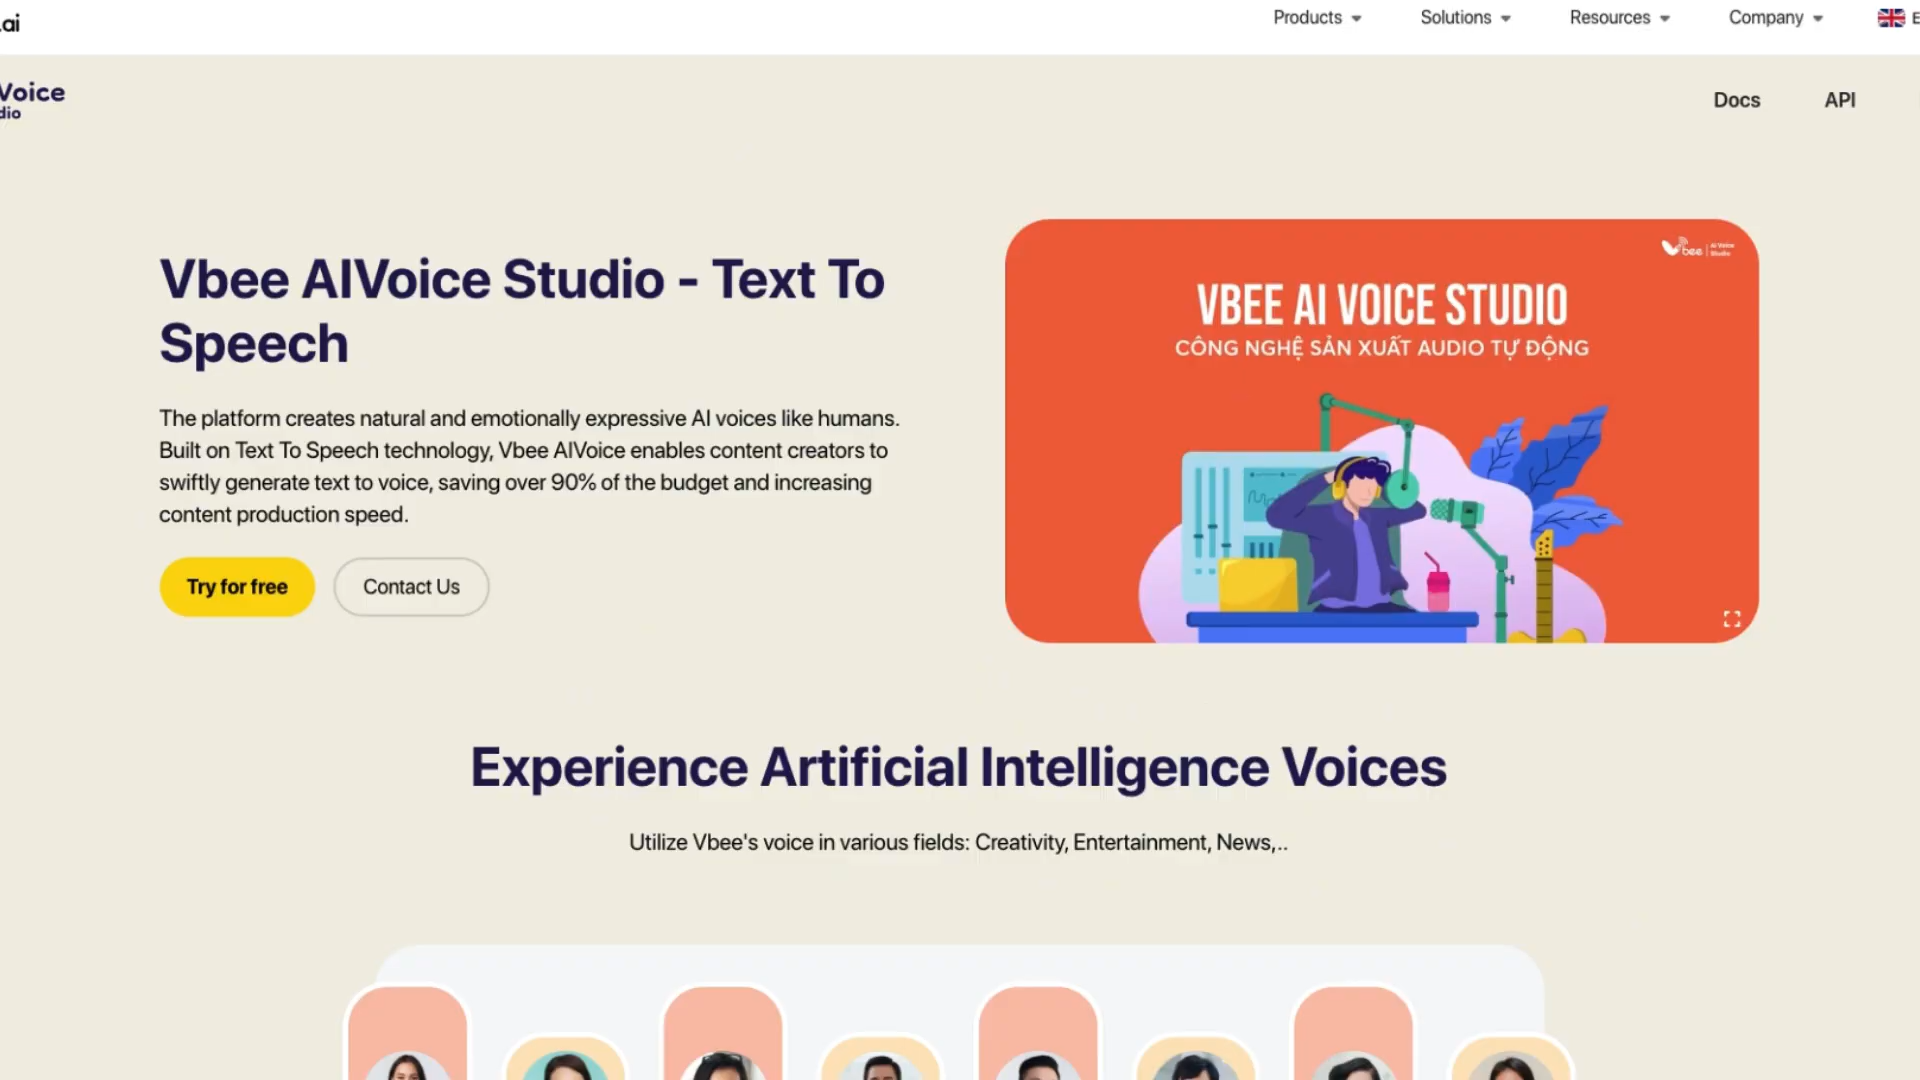 .ai
Products
Solutions
Resources
Company
E
Voice
dio
Docs
API
Vbee AIVoice Studio - Text To
Speech
The platform creates natural and emotionally expressive AI voices like humans.
Built on Text To Speech technology, Vbee AIVoice enables content creators to
swiftly generate text to voice, saving over 90% of the budget and increasing
content production speed.
Try for free
Contact Us
Vbee
AI Voice
Studio
VBEE AI VOICE STUDIO
CÔNG NGHỆ SẢN XUẤT AUDIO TỰ ĐỘNG
Experience Artificial Intelligence Voices
Utilize Vbee's voice in various fields: Creativity, Entertainment, News,..